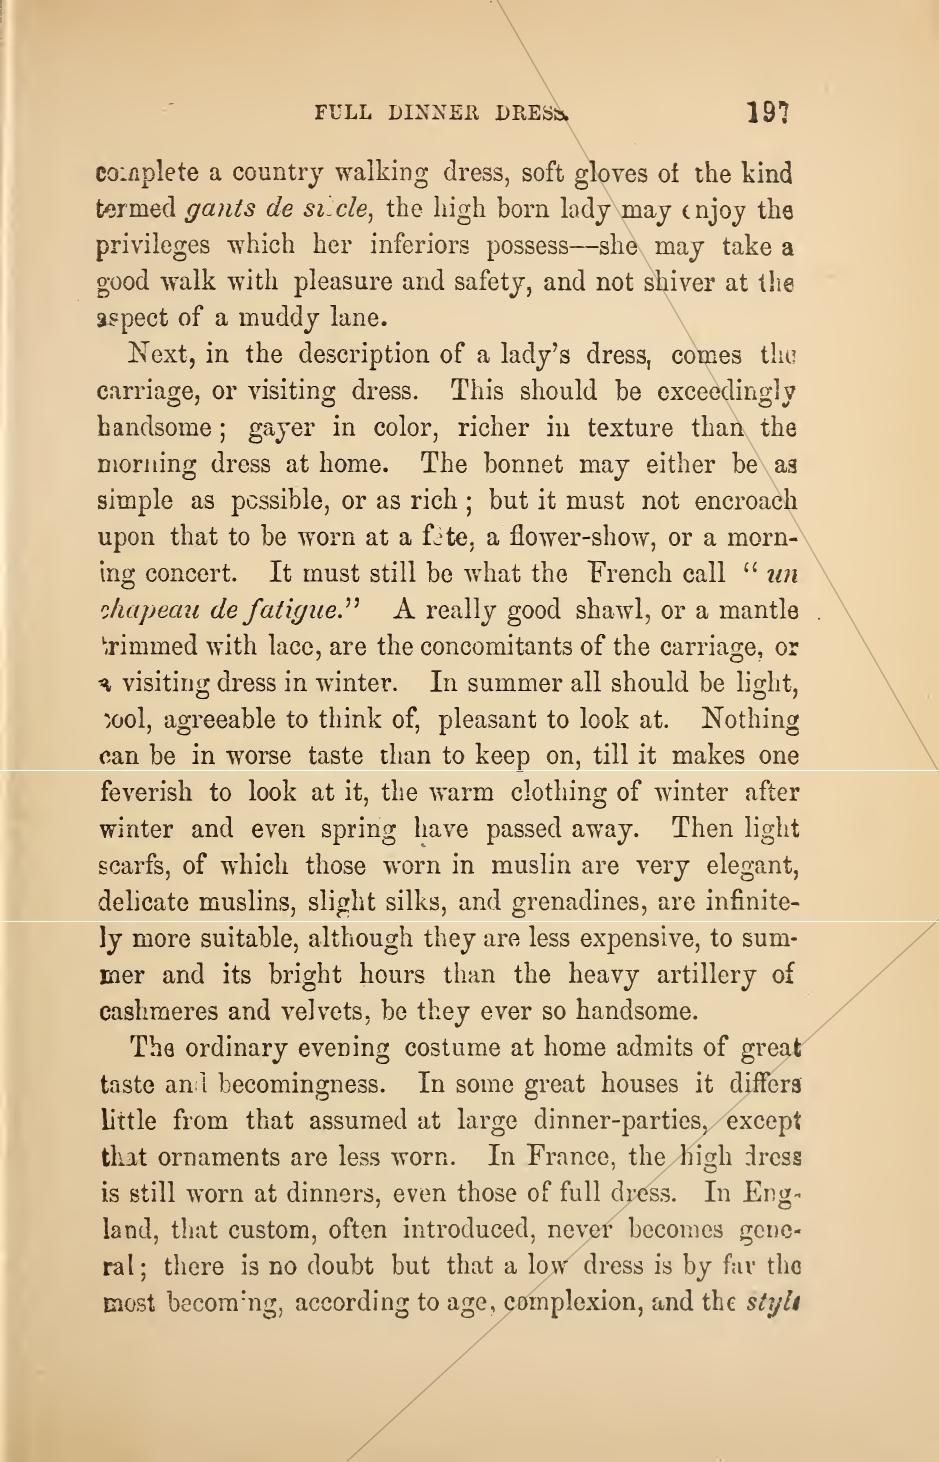 FULL DINNER DRESS. 197
complete a country walking dress, soft gloves of the kind
termed gants de siècle, the high born lady may enjoy the
privileges which her inferiors possess—she may take a
good walk with pleasure and safety, and not shiver at the
aspect of a muddy lane.
Next, in the description of a lady's dress, comes the
carriage, or visiting dress. This should be exceedingly
handsome; gayer in color, richer in texture than the
morning dress at home. The bonnet may either be as
simple as possible, or as rich; but it must not encroach
upon that to be worn at a fête, a flower-show, or a morn-
ing concert. It must still be what the French call "un
chapeau de fatigue." A really good shawl, or a mantle
trimmed with lace, are the concomitants of the carriage, or
a visiting dress in winter. In summer all should be light,
cool, agreeable to think of, pleasant to look at. Nothing
can be in worse taste than to keep on, till it makes one
feverish to look at it, the warm clothing of winter after
winter and even spring have passed away. Then light
scarfs, of which those worn in muslin are very elegant,
delicate muslins, slight silks, and grenadines, are infinite-
ly more suitable, although they are less expensive, to sum-
mer and its bright hours than the heavy artillery of
cashmeres and velvets, be they ever so handsome.
The ordinary evening costume at home admits of great
taste and becomingness. In some great houses it differs
little from that assumed at large dinner-parties, except
that ornaments are less worn. In France, the high dress
is still worn at dinners, even those of full dress. In Eng-
land, that custom, often introduced, never becomes gene-
ral; there is no doubt but that a low dress is by far the
most becoming, according to age, complexion, and the style